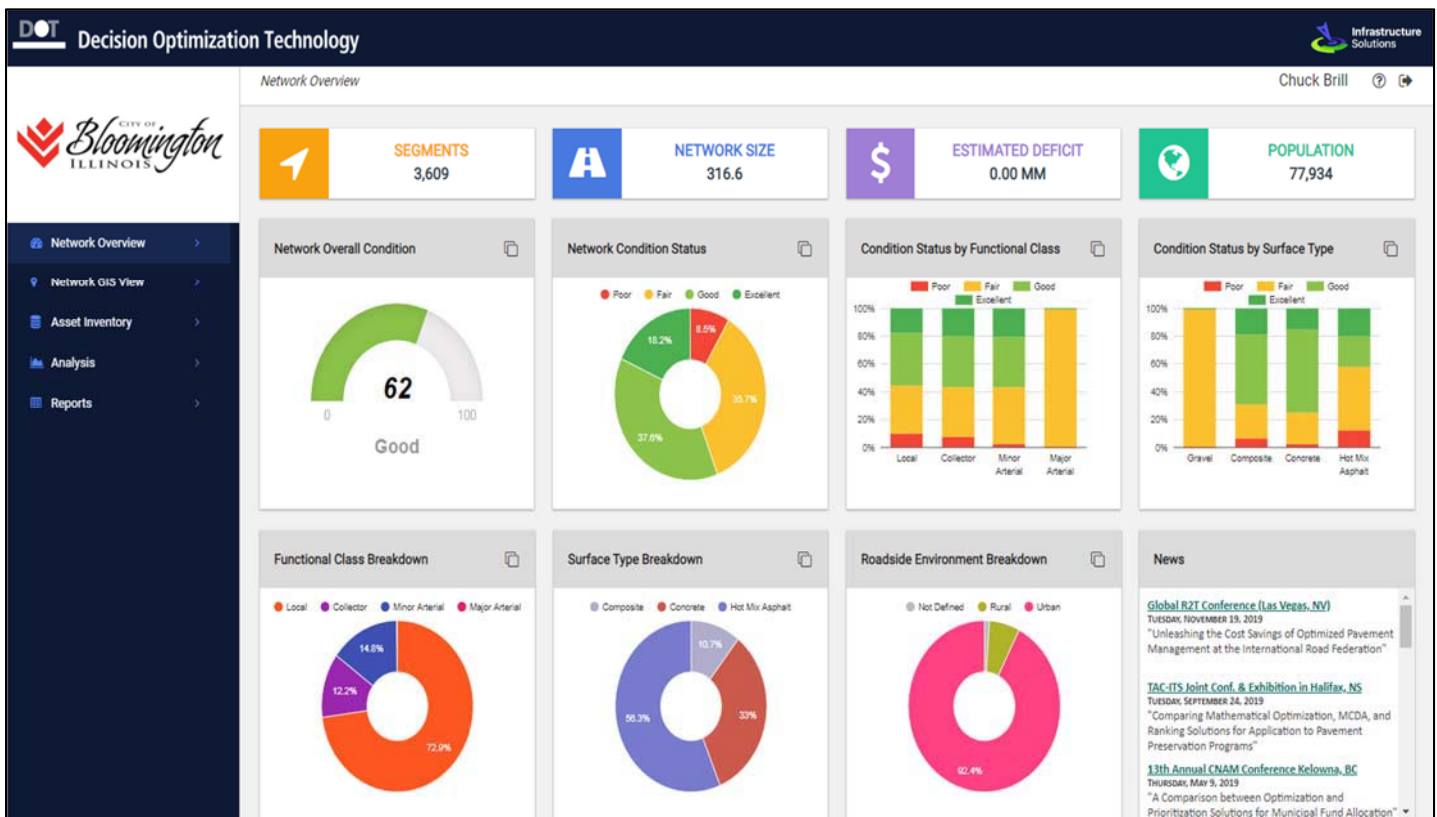 DOT Decision Optimization Technology
Infrastructure
Solutions
Network Overview
Chuck Brill
CITY OF
Bloomington
ILLINOIS
SEGMENTS
3,609
NETWORK SIZE
316.6
ESTIMATED DEFICIT
0.00 MM
POPULATION
77,934
Network Overview
Network GIS View
Asset Inventory
Analysis
Reports
Network Overall Condition
62
0
100
Good
Network Condition Status
Poor Fair Good Excellent
8.5%
18.2%
35.7%
37.6%
Condition Status by Functional Class
Poor Fair Good
Excellent
100%
80%
60%
40%
20%
0%
Local Collector Minor Major
Arterial Arterial
Condition Status by Surface Type
Poor Fair Good
Excellent
100%
80%
60%
40%
20%
0%
Gravel Composite Concrete Hot Mix
Asphalt
Functional Class Breakdown
Local Collector Minor Arterial Major Arterial
14.8%
12.2%
72.9%
Surface Type Breakdown
Composite Concrete Hot Mix Asphalt
10.7%
56.3%
33%
Roadside Environment Breakdown
Not Defined Rural Urban
92.4%
News
Global R2T Conference (Las Vegas, NV)
TUESDAY, NOVEMBER 19, 2019
"Unleashing the Cost Savings of Optimized Pavement
Management at the International Road Federation"
TAC-ITS Joint Conf. & Exhibition in Halifax, NS
TUESDAY, SEPTEMBER 24, 2019
"Comparing Mathematical Optimization, MCDA, and
Ranking Solutions for Application to Pavement
Preservation Programs"
13th Annual CNAM Conference Kelowna, BC
THURSDAY, MAY 9, 2019
"A Comparison between Optimization and
Prioritization Solutions for Municipal Fund Allocation"